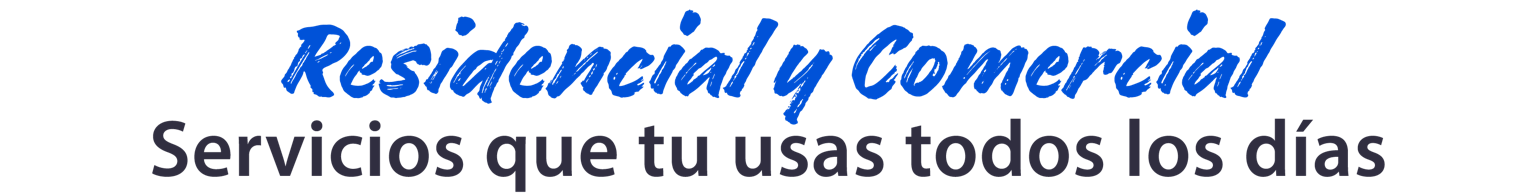 Residencial y Comercial
Servicios que tu usas todos los días